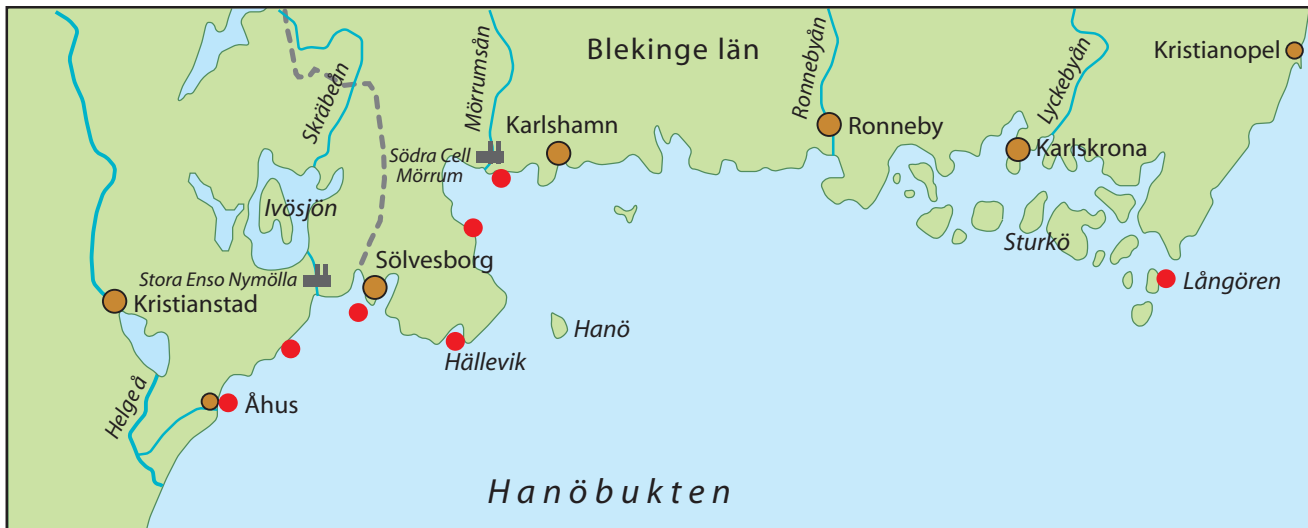 Blekinge län
Kristianopel
Skräbeån
Mörrumsån
Ronnebyån
Lyckebyån
Karlshamn
Ronneby
Karlskrona
Södra Cell
Mörrum
Ivösjön
Sturkö
Sölvesborg
Stora Enso Nymölla
Långören
Kristianstad
Hanö
Hällevik
Helgeå
Åhus
Hanöbukten